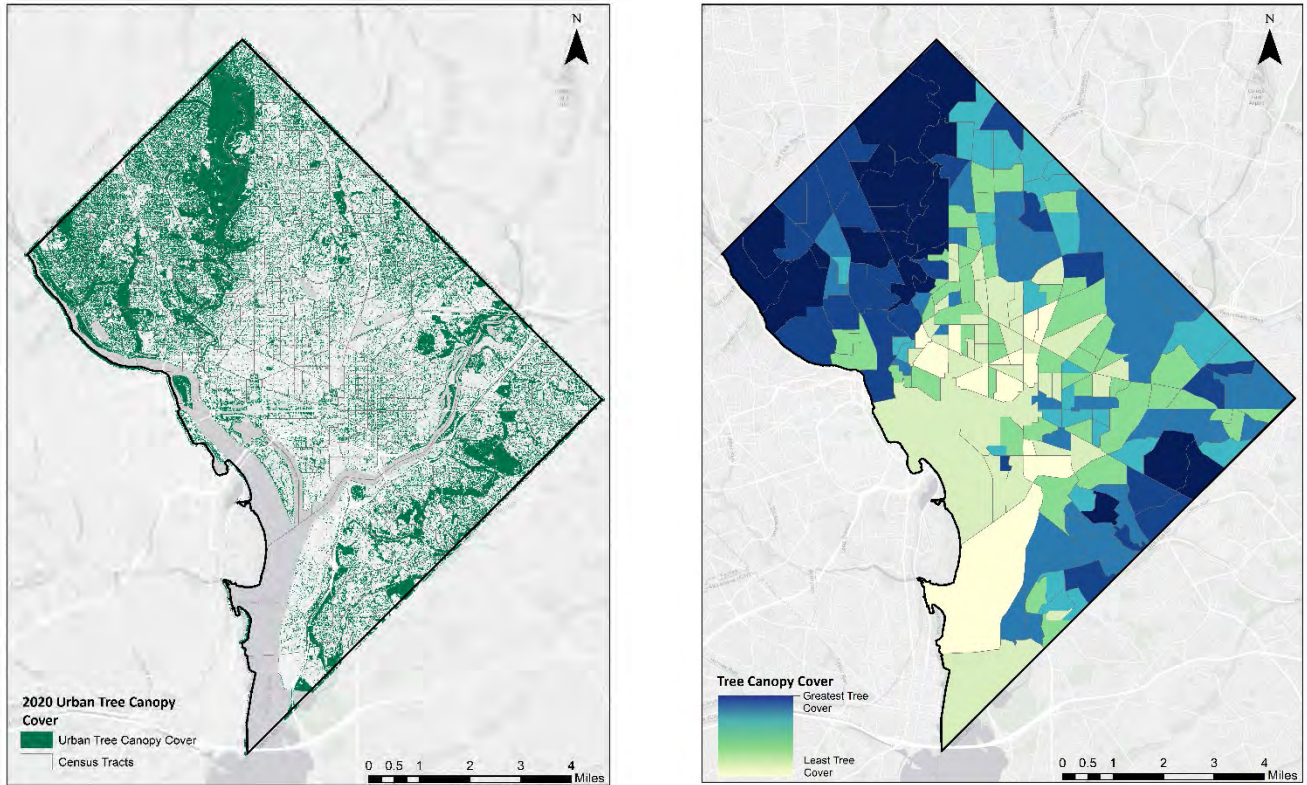 N
2020 Urban Tree Canopy
Cover
Urban Tree Canopy Cover
Census Tracts
0 0.5 1 2 3 4
Miles
N
Tree Canopy Cover
Greatest Tree
Cover
Least Tree
Cover
0 0.5 1 2 3 4
Miles